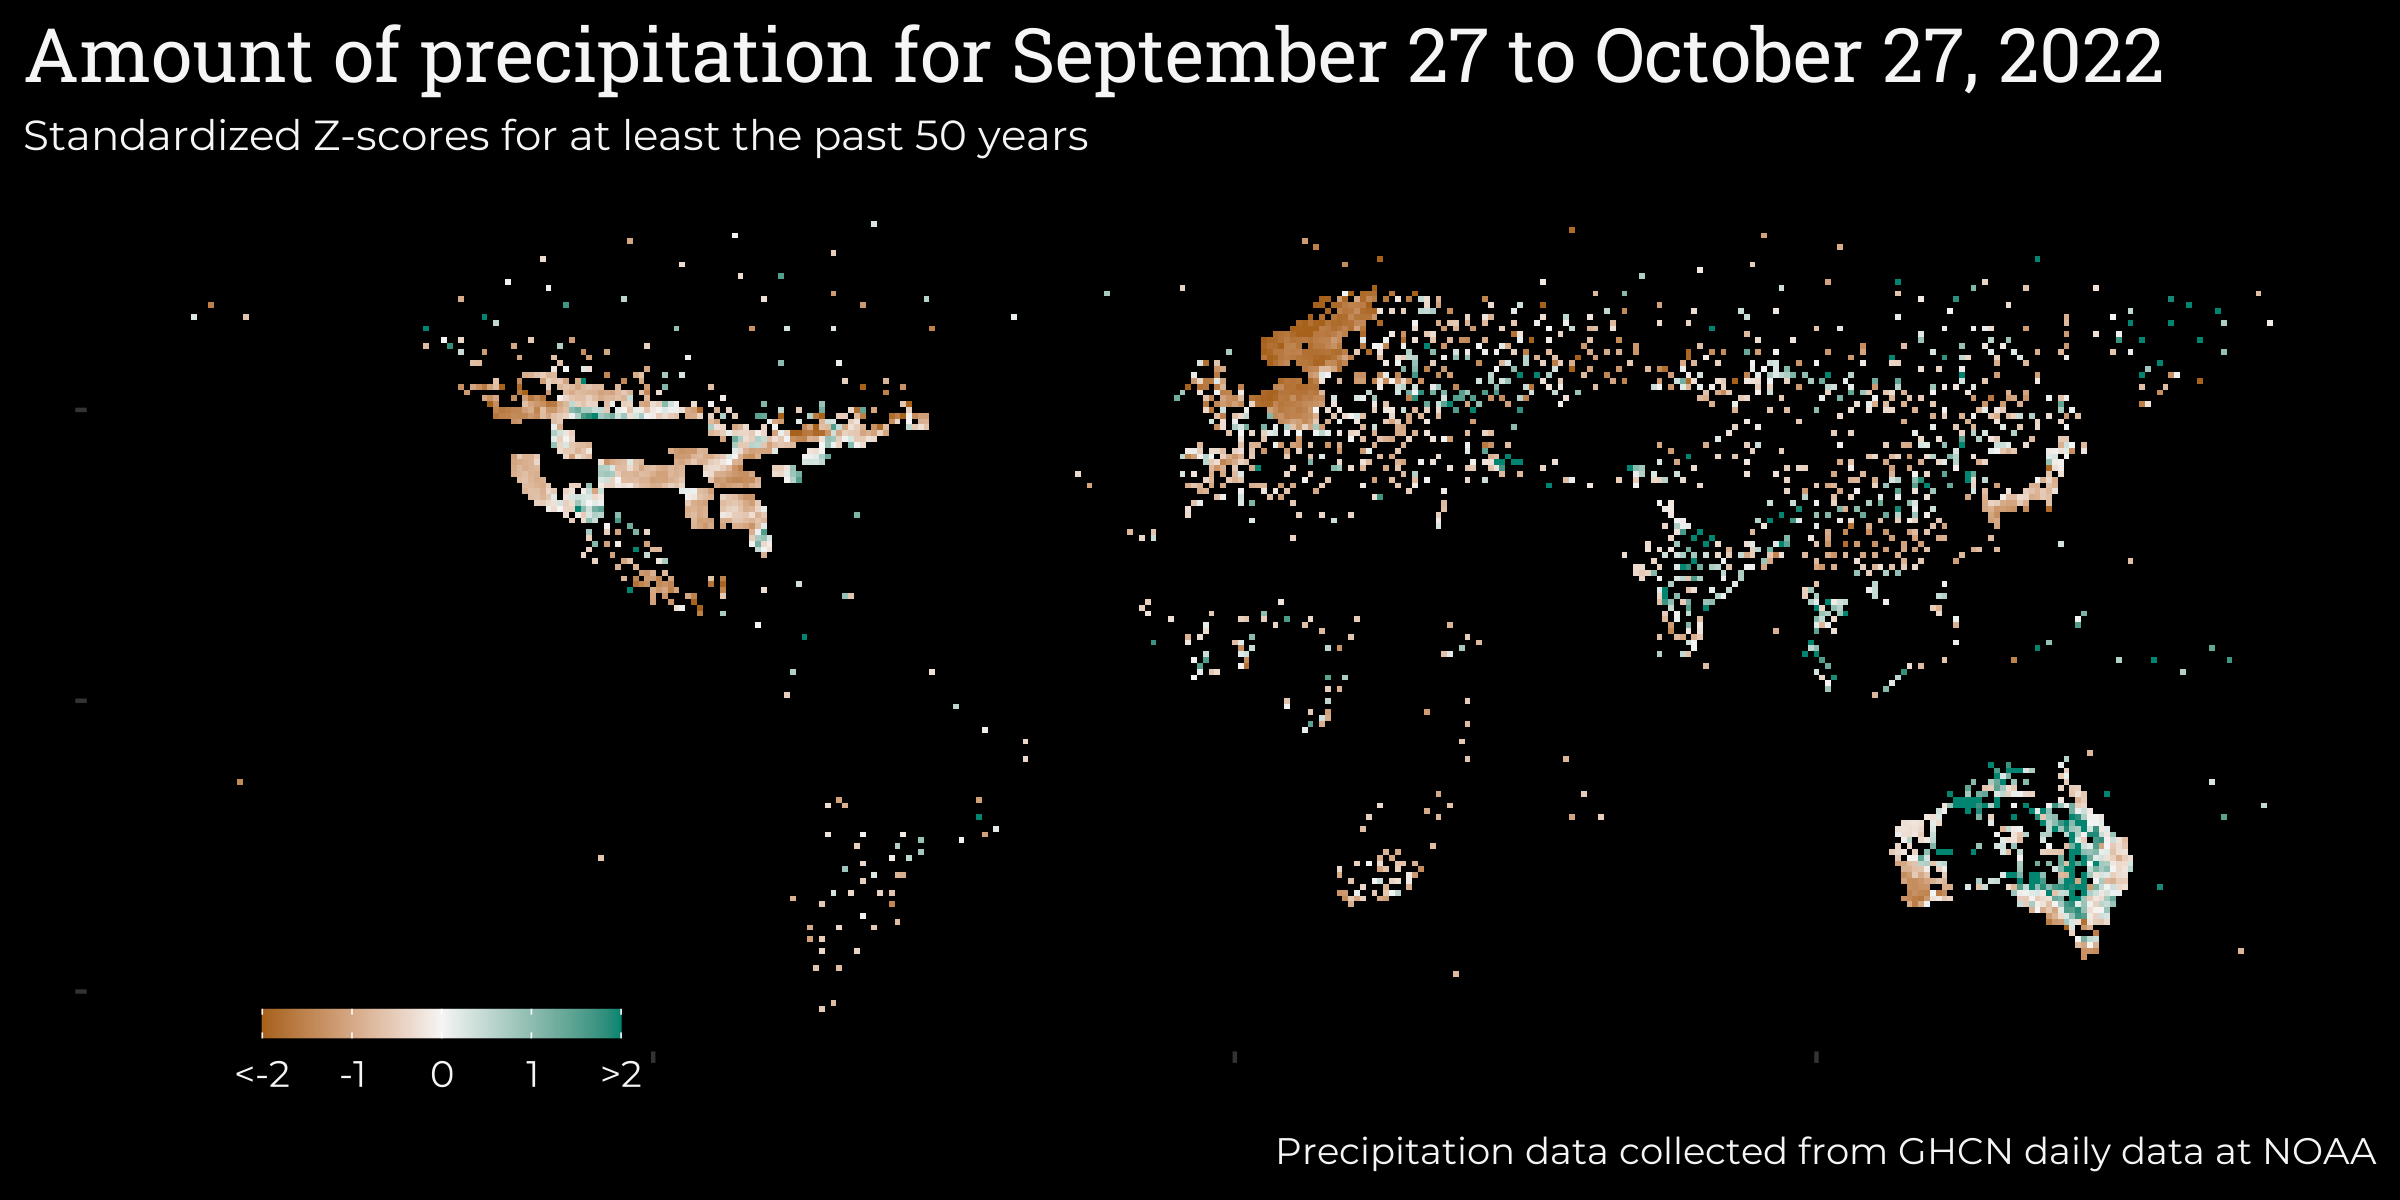 Amount of precipitation for September 27 to October 27, 2022
Standardized Z-scores for at least the past 50 years
<-2 -1 0 1 >2
Precipitation data collected from GHCN daily data at NOAA